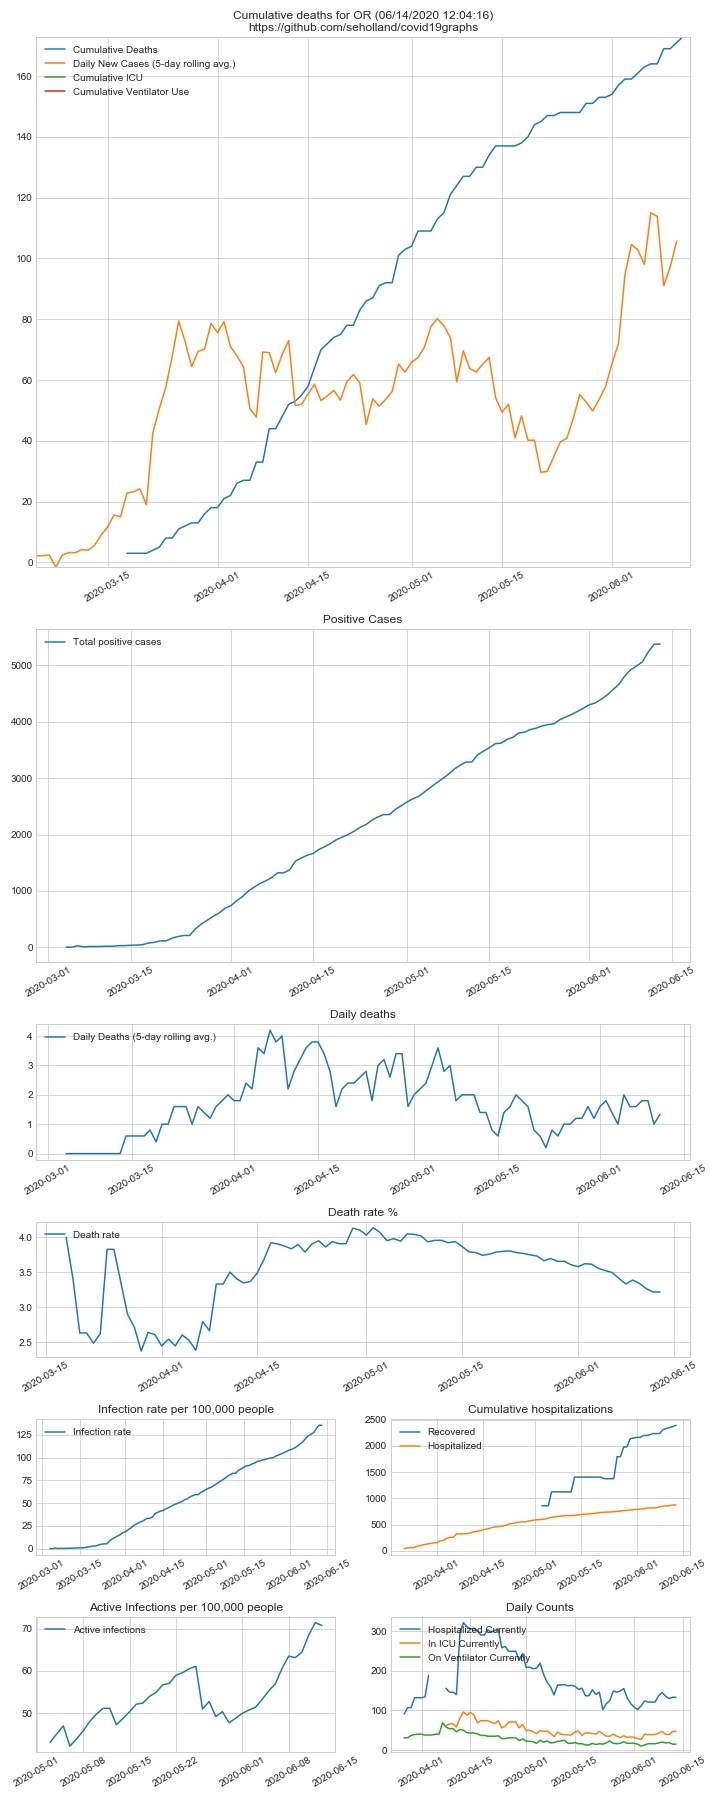 Cumulative deaths for OR (06/14/2020 12:04:16)
https://github.com/seholland/covid19graphs
Cumulative Deaths
Daily New Cases (5-day rolling avg.)
Cumulative ICU
Cumulative Ventilator Use
160
140
120
100
80
60
40
20
0
2020-03-15 2020-04-01 2020-04-15 2020-05-01 2020-05-15 2020-06-01
Positive Cases
Total positive cases
5000
4000
3000
2000
1000
0
2020-03-01 2020-03-15 2020-04-01 2020-04-15 2020-05-01 2020-05-15 2020-06-01 2020-06-15
Daily deaths
Daily Deaths (5-day rolling avg.)
4
3
2
1
0
2020-03-01 2020-03-15 2020-04-01 2020-04-15 2020-05-01 2020-05-15 2020-06-01 2020-06-15
Death rate %
Death rate
4.0
3.5
3.0
2.5
2020-03-15 2020-04-01 2020-04-15 2020-05-01 2020-05-15 2020-06-01 2020-06-15
Infection rate per 100,000 people
Infection rate
125
100
75
50
25
0
2020-03-01 2020-03-15 2020-04-01 2020-04-15 2020-05-01 2020-05-15 2020-06-01 2020-06-15
Cumulative hospitalizations
Recovered
Hospitalized
2500
2000
1500
1000
500
0
2020-04-01 2020-04-15 2020-05-01 2020-05-15 2020-06-01 2020-06-15
Active Infections per 100,000 people
Active infections
70
60
50
2020-05-01 2020-05-08 2020-05-15 2020-05-22 2020-06-01 2020-06-08 2020-06-15
Daily Counts
Hospitalized Currently
In ICU Currently
On Ventilator Currently
300
200
100
0
2020-04-01 2020-04-15 2020-05-01 2020-05-15 2020-06-01 2020-06-15